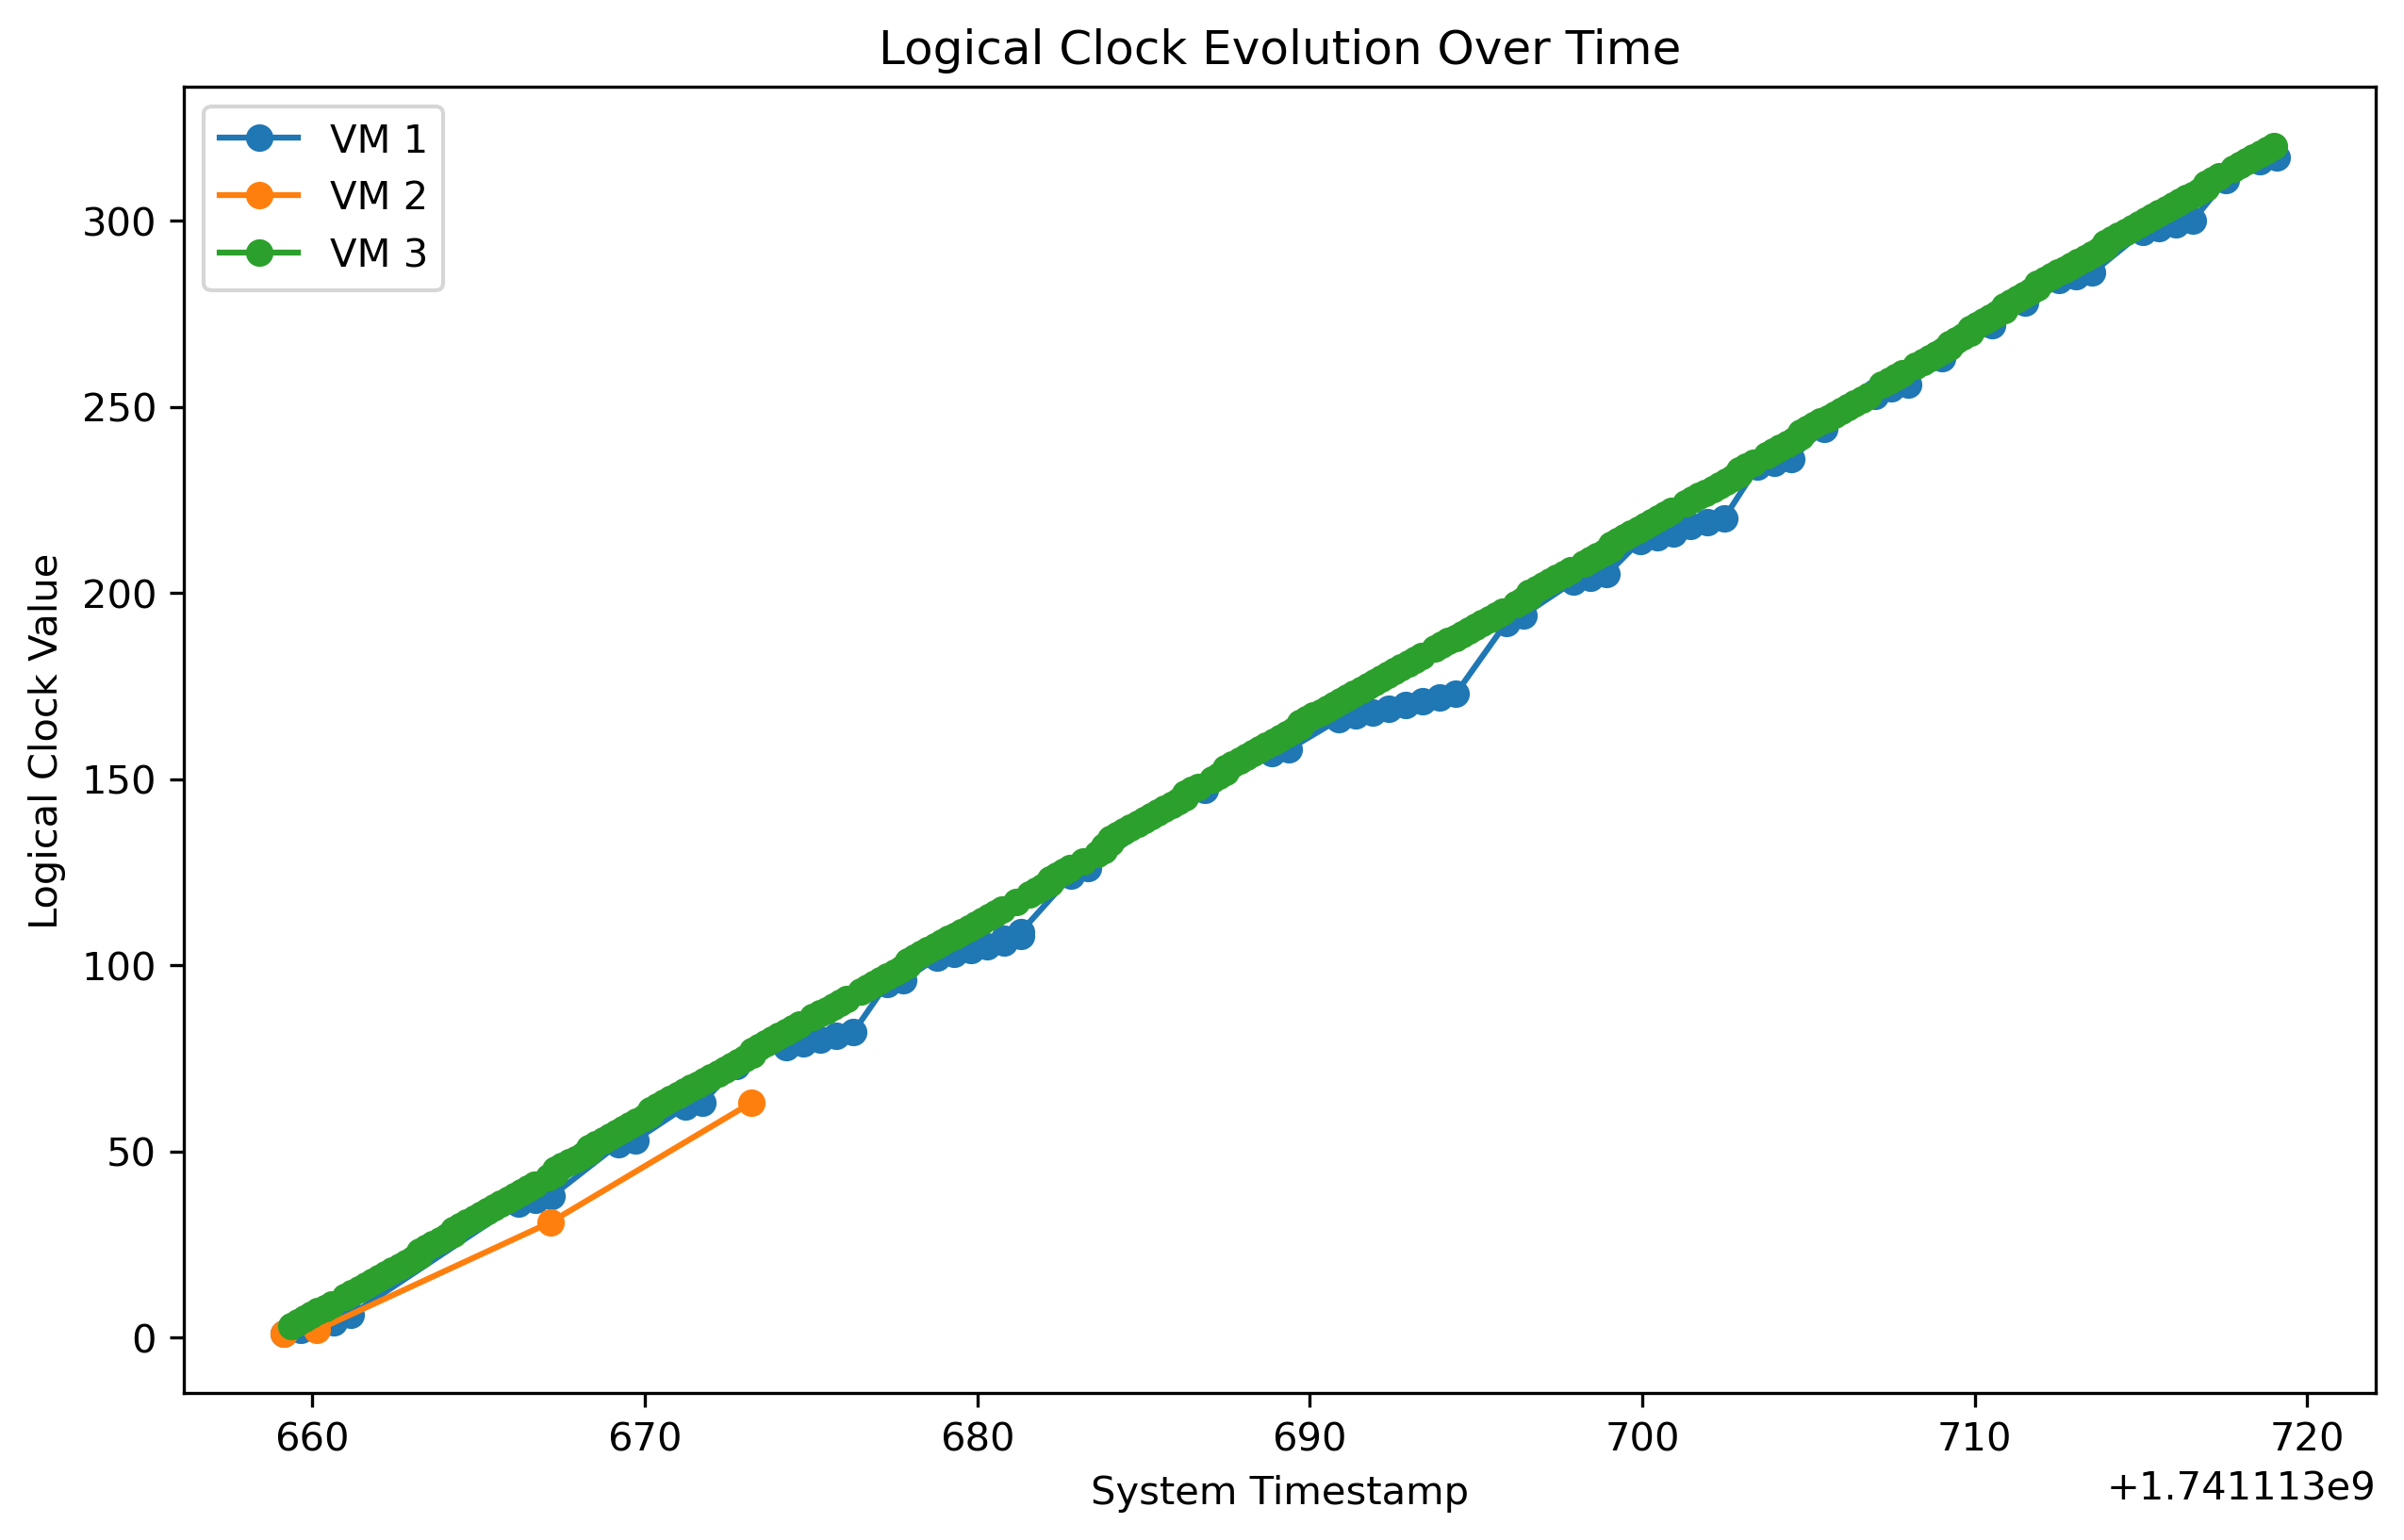 Logical Clock Evolution Over Time
VM 1
VM 2
VM 3
Logical Clock Value
300
250
200
150
100
50
0
660 670 680 690 700 710 720
System Timestamp
+1.741113e9